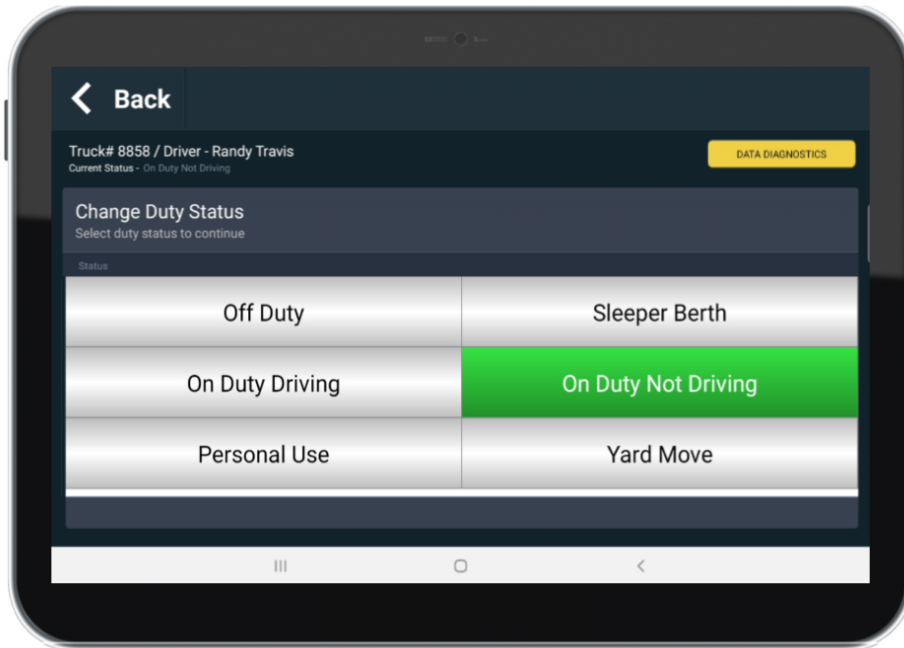 Back
Truck# 8858 / Driver - Randy Travis
DATA DIAGNOSTICS
Current Status - On Duty Not Driving
Change Duty Status
Select duty status to continue
Status
Off Duty
Sleeper Berth
On Duty Driving
On Duty Not Driving
Personal Use
Yard Move